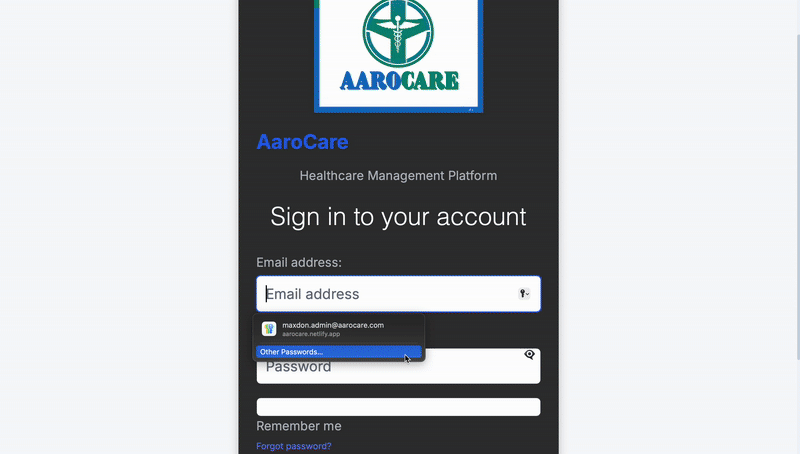 AAROCARE
AaroCare
Healthcare Management Platform
Sign in to your account
Email address:
Email address
maxdon.admin@aarocare.com
aarocare.netlify.app
Other Passwords...
Password
Remember me
Forgot password?